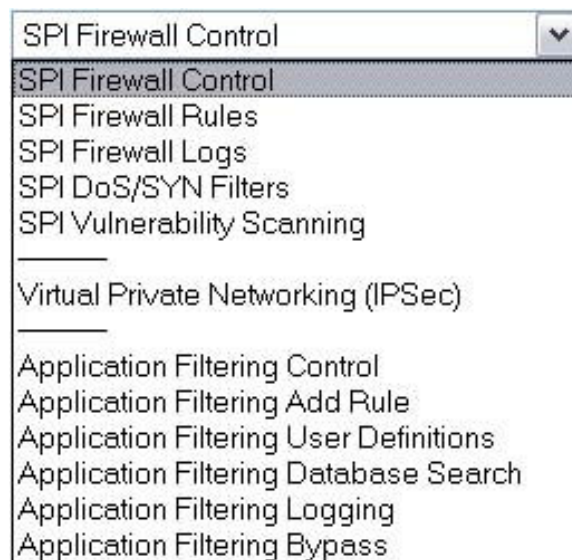 SPI Firewall Control
SPI Firewall Control
SPI Firewall Rules
SPI Firewall Logs
SPI DoS/SYN Filters
SPI Vulnerability Scanning
Virtual Private Networking (IPSec)
Application Filtering Control
Application Filtering Add Rule
Application Filtering User Definitions
Application Filtering Database Search
Application Filtering Logging
Application Filtering Bypass